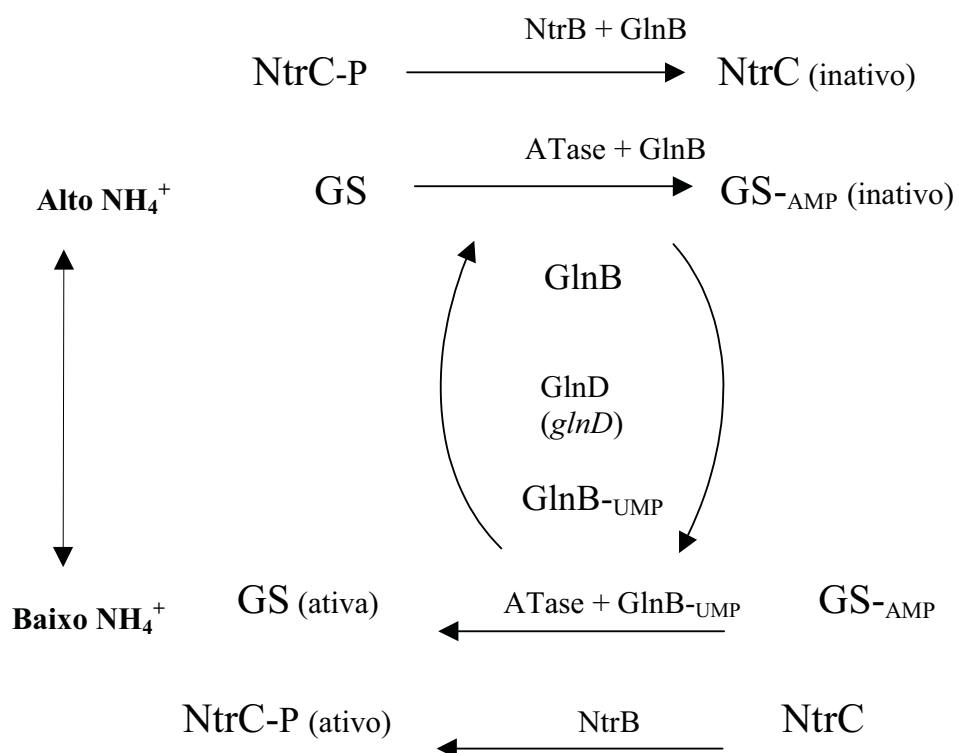 NtrB + GlnB
NtrC-P NtrC (inativo)
ATase + GlnB
Alto NH₄⁺ GS GS-AMP (inativo)
GlnB
GlnD
(glnD)
GlnB-UMP
Baixo NH₄⁺ GS (ativa) ATase + GlnB-UMP GS-AMP
NtrC-P (ativo) NtrB NtrC